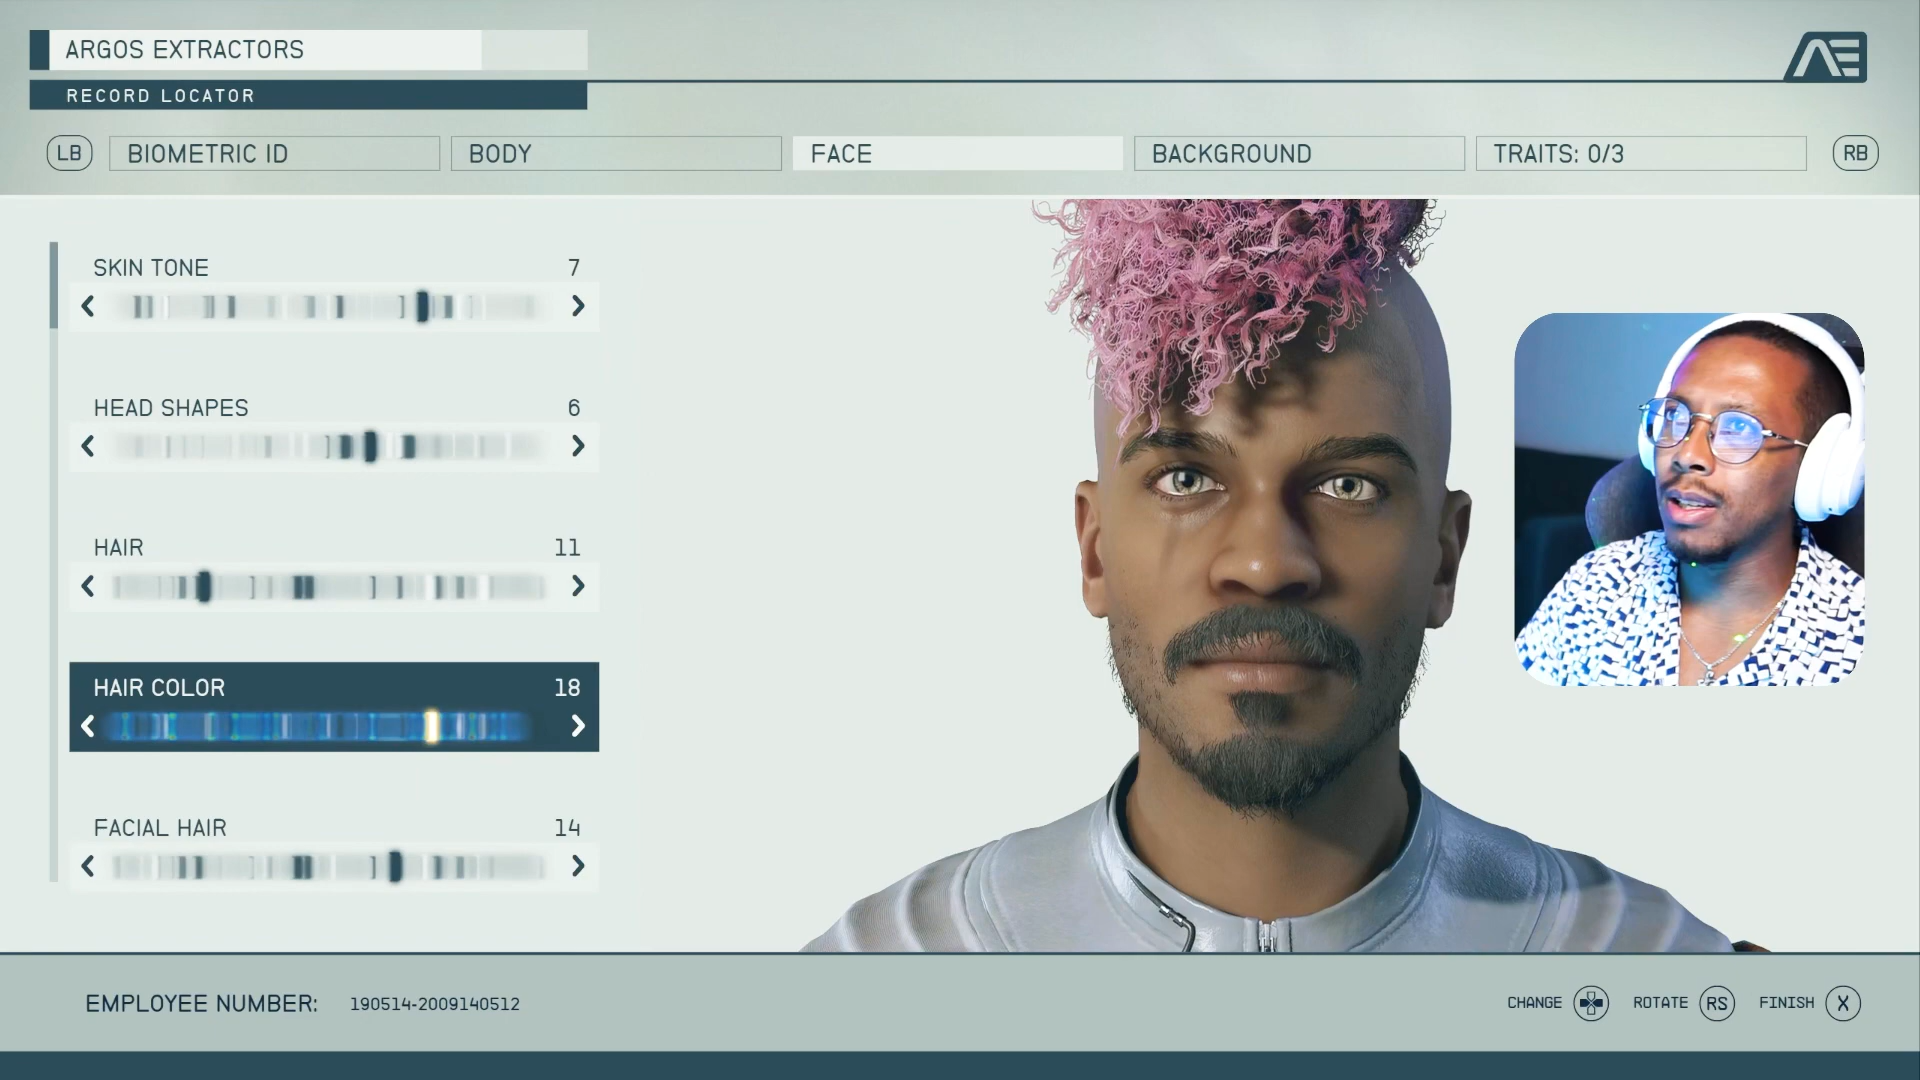 ARGOS EXTRACTORS
RECORD LOCATOR
LB BIOMETRIC ID BODY FACE BACKGROUND TRAITS: 0/3 RB
SKIN TONE 7
HEAD SHAPES 6
HAIR 11
HAIR COLOR 18
FACIAL HAIR 14
EMPLOYEE NUMBER: 190514-2009140512
CHANGE ROTATE RS FINISH X